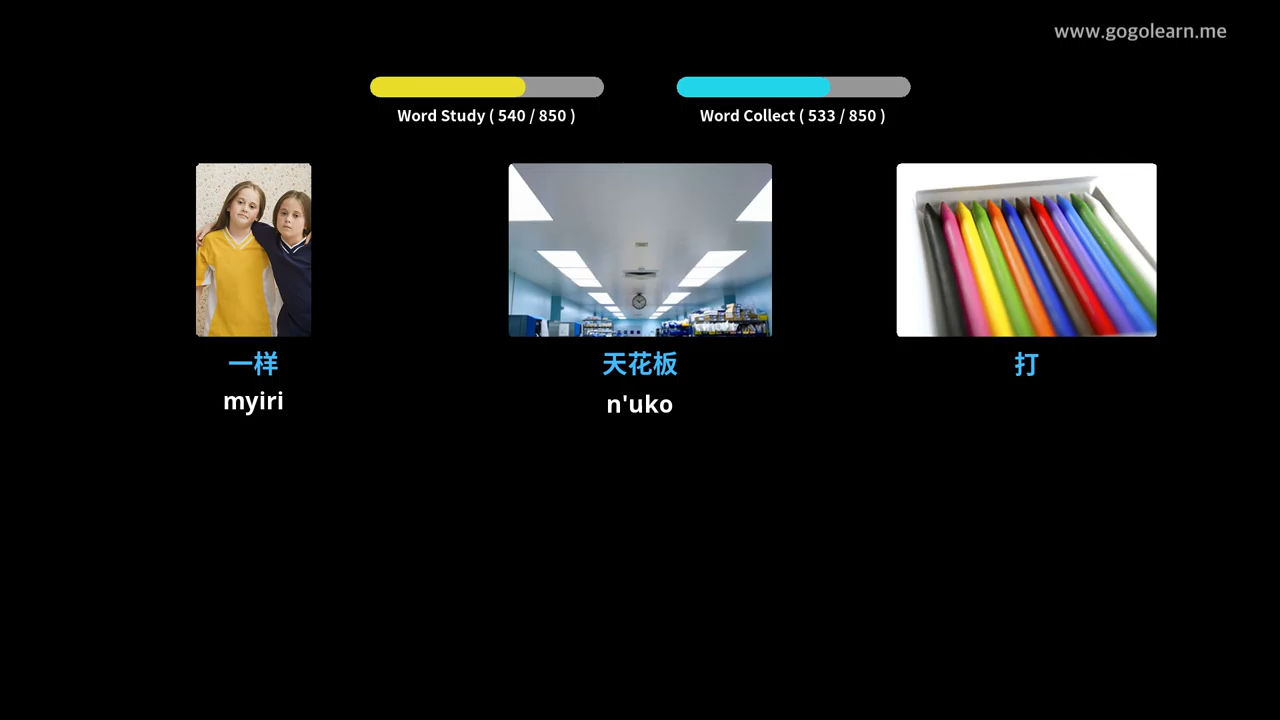 www.gogolearn.me
Word Study ( 540 / 850 )
Word Collect ( 533 / 850 )
一样
天花板
打
myiri
n'uko